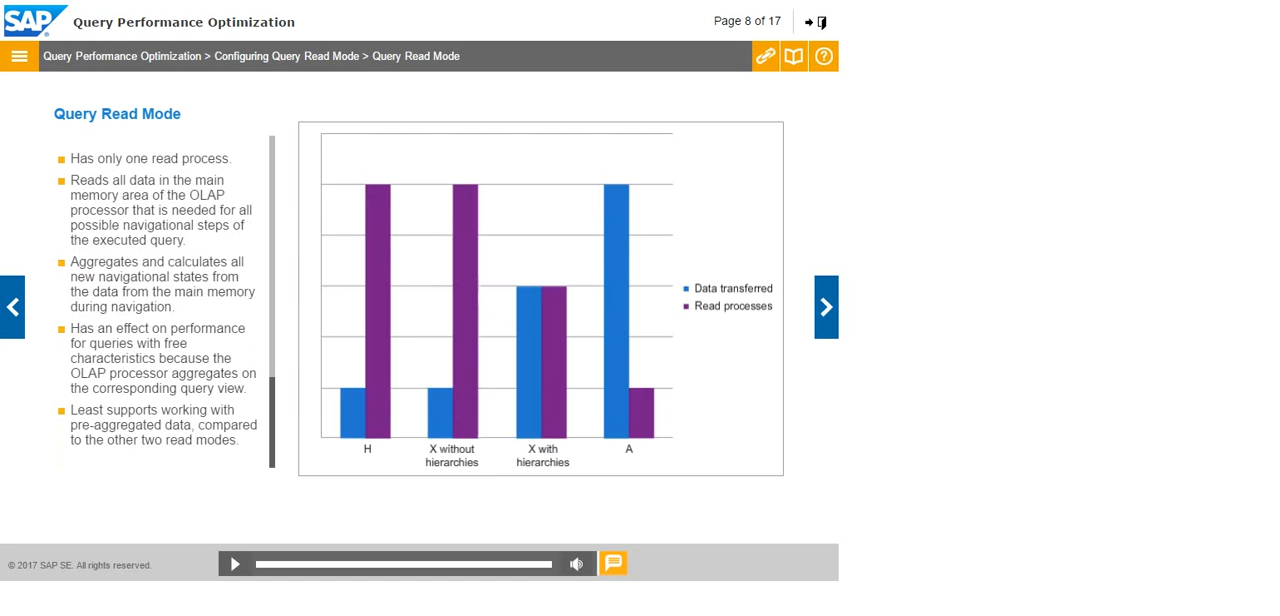 SAP
®
Query Performance Optimization
Page 8 of 17
Query Performance Optimization > Configuring Query Read Mode > Query Read Mode
Query Read Mode
Has only one read process.
Reads all data in the main
memory area of the OLAP
processor that is needed for all
possible navigational steps of
the executed query.
Aggregates and calculates all
new navigational states from
the data from the main memory
during navigation.
Has an effect on performance
for queries with free
characteristics because the
OLAP processor aggregates on
the corresponding query view.
Least supports working with
pre-aggregated data, compared
to the other two read modes.
Data transferred
Read processes
H
X without
hierarchies
X with
hierarchies
A
© 2017 SAP SE. All rights reserved.